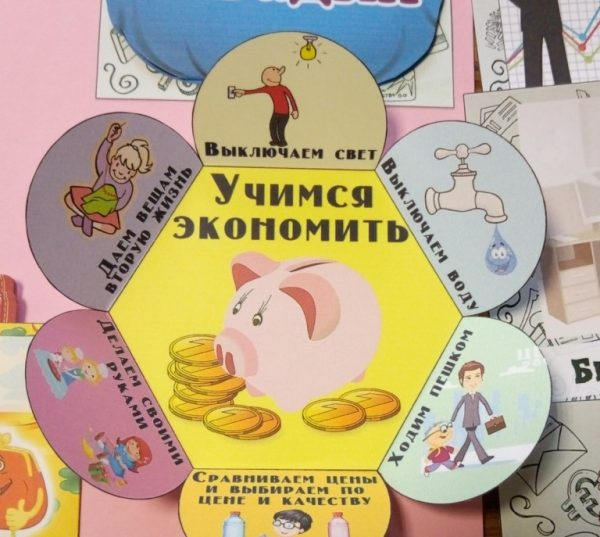 Выключаем свет
Учимся
экономить
Выключаем воду
Ходим пешком
Сравниваем цены
и выбираем по
цене и качеству
Делаем своими
руками
Даем вещам
вторую жизнь